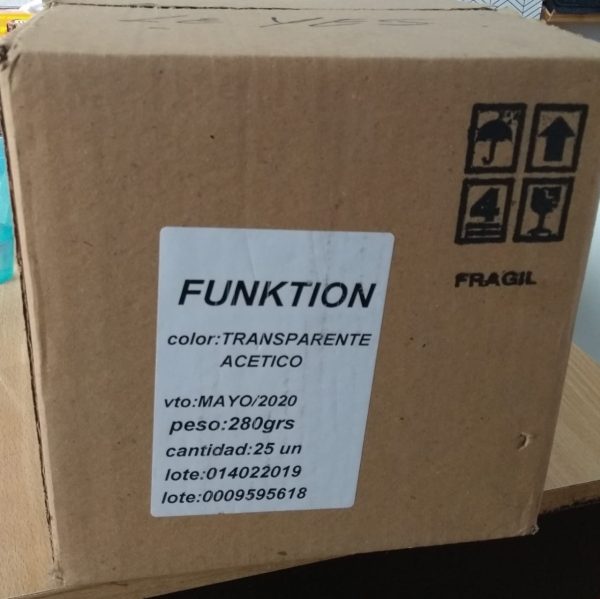 FUNKTION
color:TRANSPARENTE
ACETICO
vto:MAYO/2020
peso:280grs
cantidad:25 un
lote:014022019
lote:0009595618
4
FRAGIL